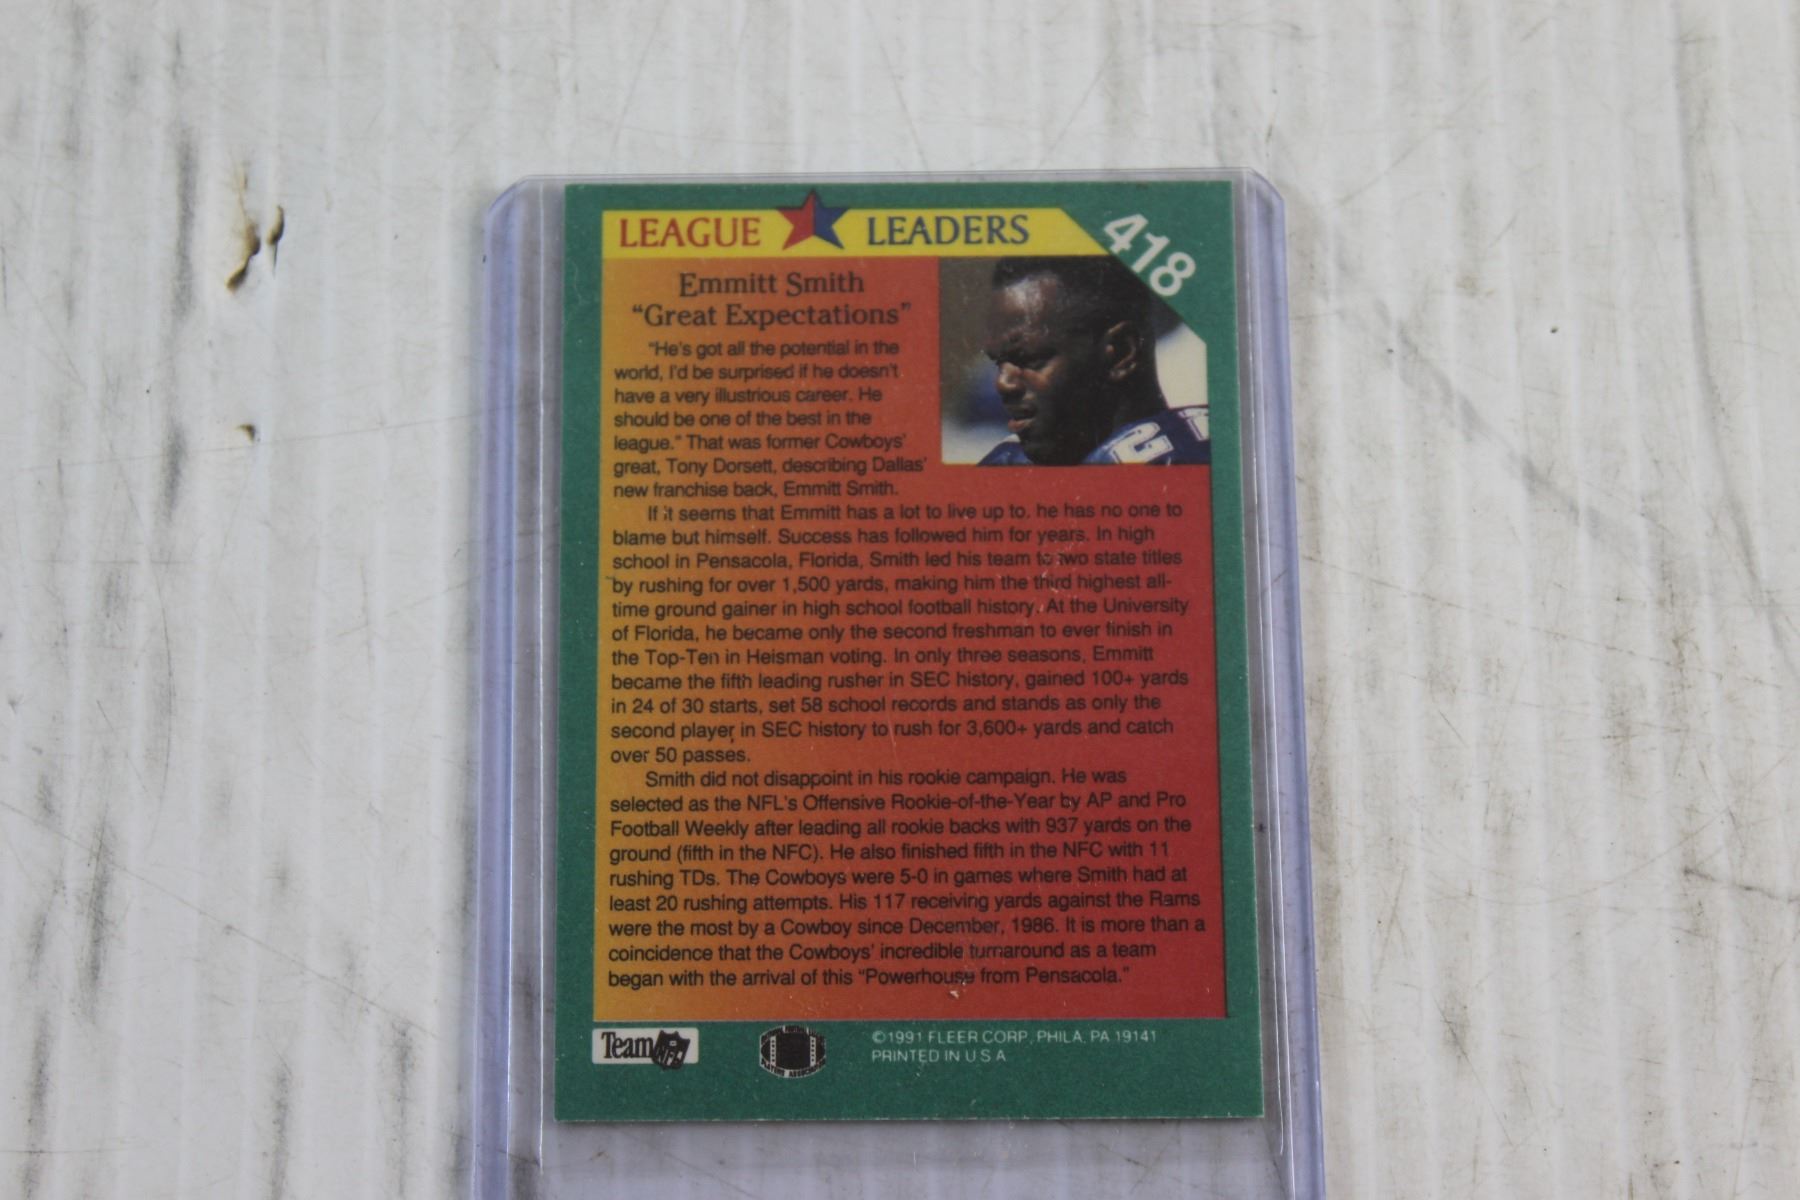 LEAGUE LEADERS
418
Emmitt Smith
“Great Expectations”
“He's got all the potential in the
world, I'd be surprised if he doesn't
have a very illustrious career. He
should be one of the best in the
league.” That was former Cowboys'
great, Tony Dorsett, describing Dallas'
new franchise back, Emmitt Smith.
If it seems that Emmitt has a lot to live up to, he has no one to
blame but himself. Success has followed him for years. In high
school in Pensacola, Florida, Smith led his team to two state titles
by rushing for over 1,500 yards, making him the third highest all-
time ground gainer in high school football history. At the University
of Florida, he became only the second freshman to ever finish in
the Top-Ten in Heisman voting. In only three seasons, Emmitt
became the fifth leading rusher in SEC history, gained 100+ yards
in 24 of 30 starts, set 58 school records and stands as only the
second player in SEC history to rush for 3,600+ yards and catch
over 50 passes.
Smith did not disappoint in his rookie campaign. He was
selected as the NFL's Offensive Rookie-of-the-Year by AP and Pro
Football Weekly after leading all rookie backs with 937 yards on the
ground (fifth in the NFC). He also finished fifth in the NFC with 11
rushing TDs. The Cowboys were 5-0 in games where Smith had at
least 20 rushing attempts. His 117 receiving yards against the Rams
were the most by a Cowboy since December, 1986. It is more than a
coincidence that the Cowboys' incredible turnaround as a team
began with the arrival of this “Powerhouse from Pensacola.”
Team NFL
©1991 FLEER CORP., PHILA., PA 19141
PRINTED IN U.S.A.